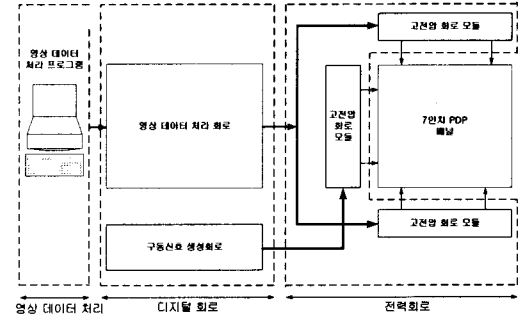 영상 데이터
처리 프로그램
영상 데이터 처리 회로
구동신호 생성회로
고전압 회로 모듈
고전압
회로
모듈
7인치 PDP
패널
고전압 회로 모듈
영상 데이터 처리
디지털 회로
전력회로